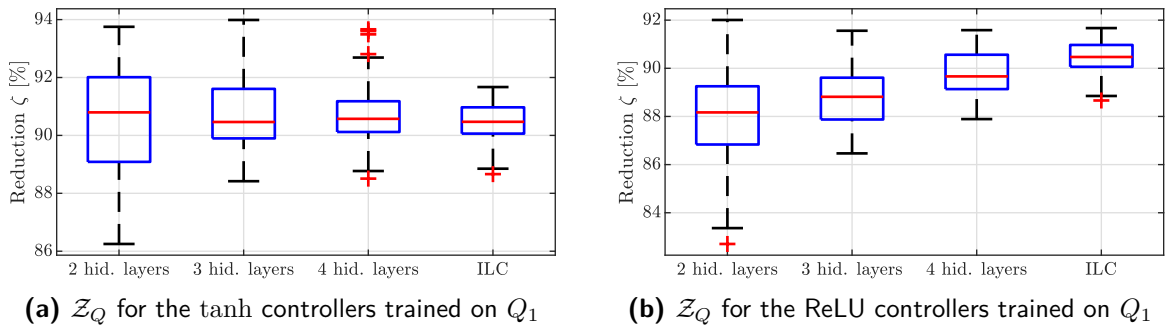 Reduction ζ [%]
94
92
90
88
86
2 hid. layers 3 hid. layers 4 hid. layers ILC
(a) 𝒵_Q for the tanh controllers trained on Q₁
Reduction ζ [%]
92
90
88
86
84
2 hid. layers 3 hid. layers 4 hid. layers ILC
(b) 𝒵_Q for the ReLU controllers trained on Q₁